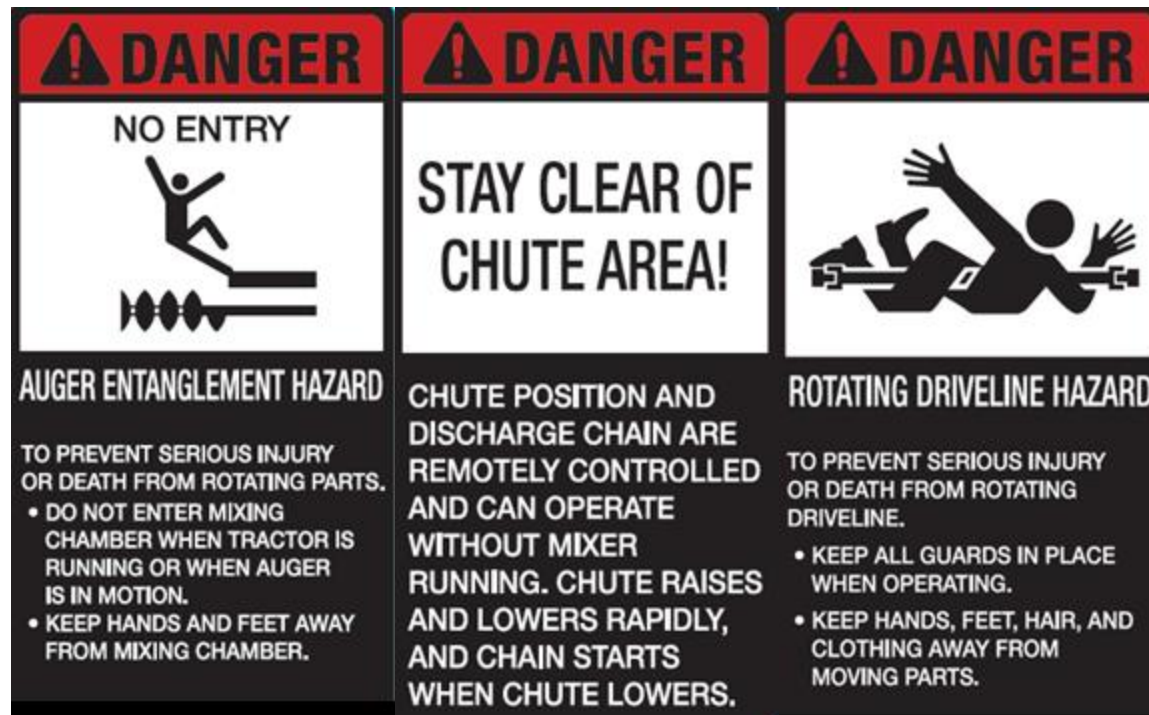 DANGER
NO ENTRY
AUGER ENTANGLEMENT HAZARD
TO PREVENT SERIOUS INJURY
OR DEATH FROM ROTATING PARTS.
• DO NOT ENTER MIXING
CHAMBER WHEN TRACTOR IS
RUNNING OR WHEN AUGER
IS IN MOTION.
• KEEP HANDS AND FEET AWAY
FROM MIXING CHAMBER.
DANGER
STAY CLEAR OF
CHUTE AREA!
CHUTE POSITION AND
DISCHARGE CHAIN ARE
REMOTELY CONTROLLED
AND CAN OPERATE
WITHOUT MIXER
RUNNING. CHUTE RAISES
AND LOWERS RAPIDLY,
AND CHAIN STARTS
WHEN CHUTE LOWERS.
DANGER
ROTATING DRIVELINE HAZARD
TO PREVENT SERIOUS INJURY
OR DEATH FROM ROTATING
DRIVELINE.
• KEEP ALL GUARDS IN PLACE
WHEN OPERATING.
• KEEP HANDS, FEET, HAIR, AND
CLOTHING AWAY FROM
MOVING PARTS.